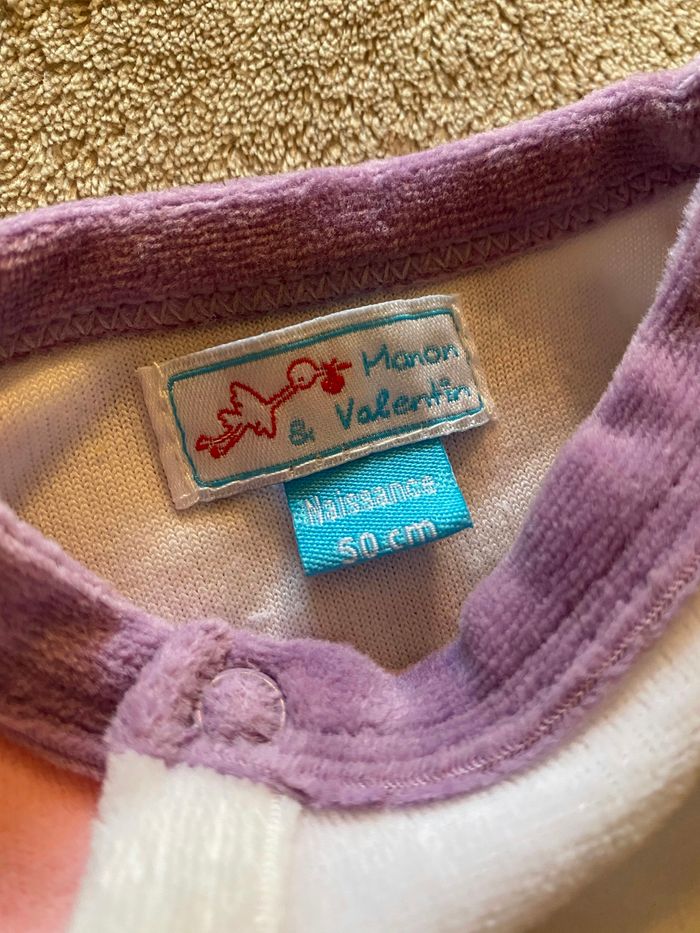 Manon
& Valentin
Naissance
50 cm